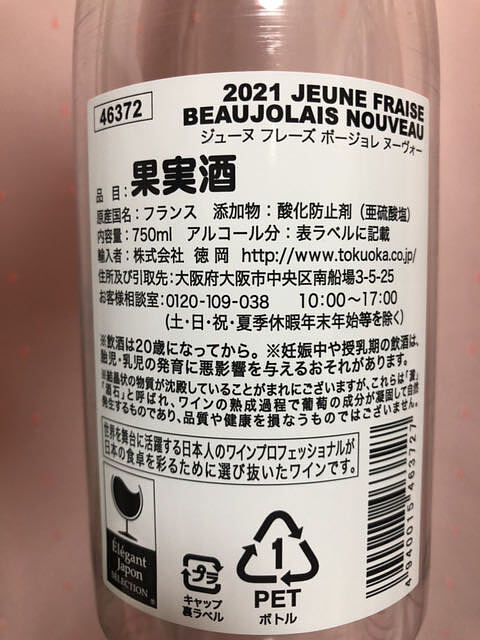 46372
2021 JEUNE FRAISE
BEAUJOLAIS NOUVEAU
ジューヌ フレーズ ボージョレ ヌーヴォー
品 目：果実酒
原産国名：フランス 添加物：酸化防止剤（亜硫酸塩）
内容量：750ml アルコール分：表ラベルに記載
輸入者：株式会社 徳岡 http://www.tokuoka.co.jp/
住所及び引取先：大阪府大阪市中央区南船場3-5-25
お客様相談室：0120-109-038 10:00〜17:00
（土・日・祝・夏季休暇年末年始等を除く）
※飲酒は20歳になってから。※妊娠中や授乳期の飲酒は、
胎児・乳児の発育に悪影響を与えるおそれがあります。
※結晶状の物質が沈殿していることがまれにございますが、これらは「澱」
「酒石」と呼ばれ、ワインの熟成過程で葡萄の成分が凝固して自然
発生するものであり、品質や健康を損なうものではございません。
世界を舞台に活躍する日本人のワインプロフェッショナルが
日本の食卓を彩るために選び抜いたワインです。
Elégant
Japon
SÉLECTION
プラ
キャップ
裏ラベル
1
PET
ボトル
4 940015 463727